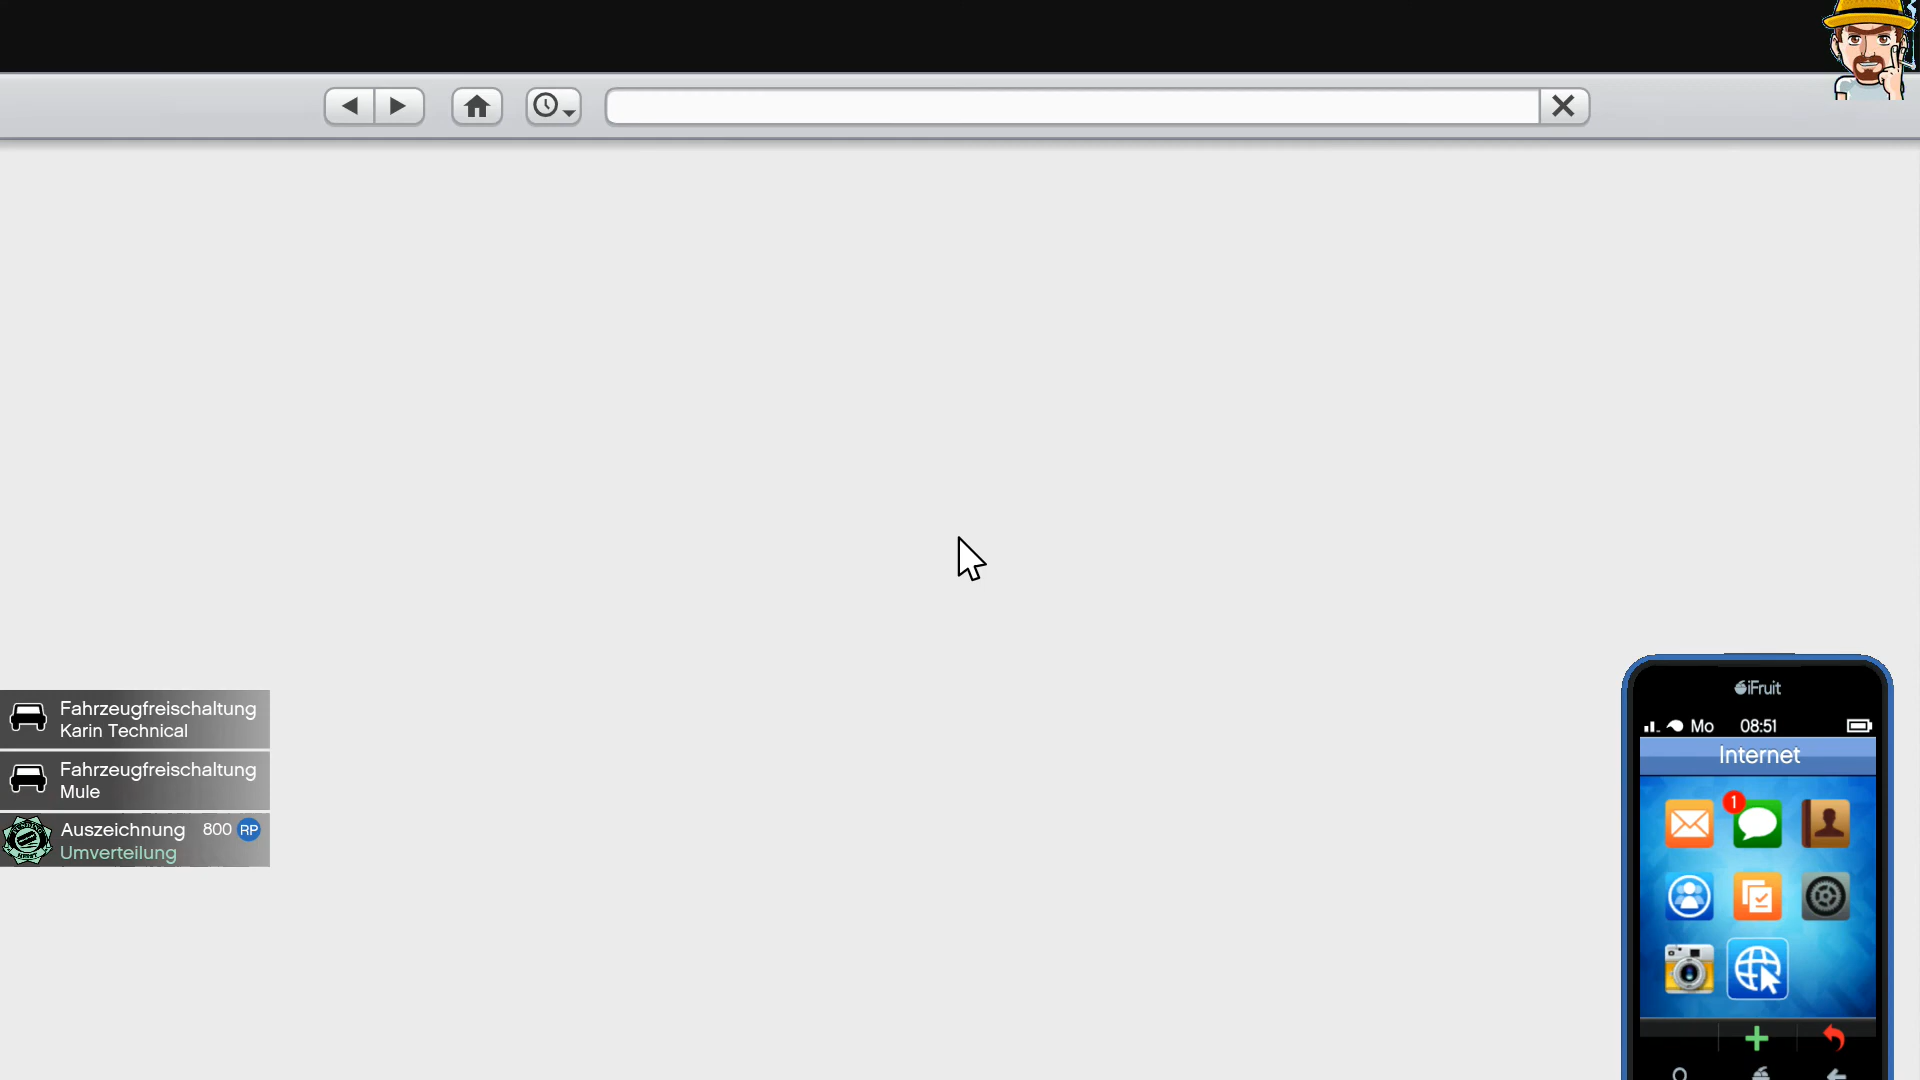 Fahrzeugfreischaltung
Karin Technical
Fahrzeugfreischaltung
Mule
Auszeichnung 800 RP
Umverteilung
iFruit
Mo 08:51
Internet
1